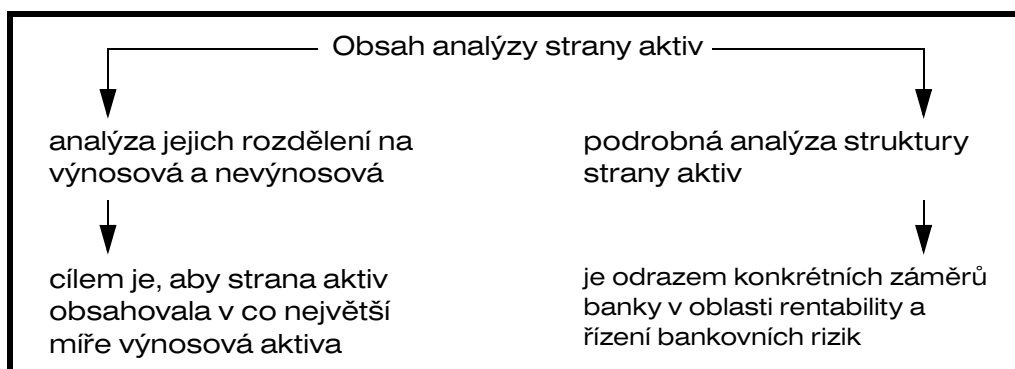 Obsah analýzy strany aktiv
analýza jejich rozdělení na
výnosová a nevýnosová
podrobná analýza struktury
strany aktiv
cílem je, aby strana aktiv
obsahovala v co největší
míře výnosová aktiva
je odrazem konkrétních záměrů
banky v oblasti rentability a
řízení bankovních rizik